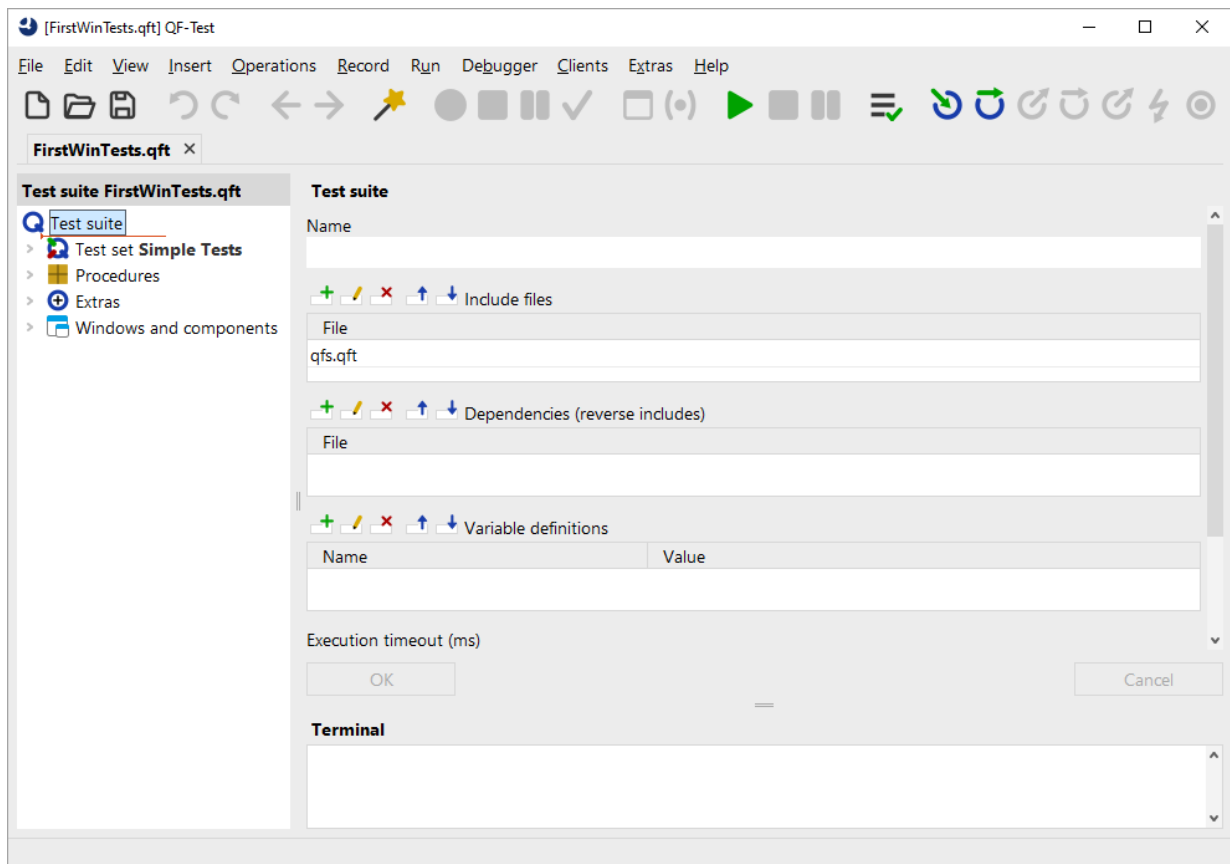 [FirstWinTests.qft] QF-Test
File Edit View Insert Operations Record Run Debugger Clients Extras Help
FirstWinTests.qft
Test suite FirstWinTests.qft
Test suite
Test set Simple Tests
Procedures
Extras
Windows and components
Test suite
Name
Include files
File
qfs.qft
Dependencies (reverse includes)
File
Variable definitions
Name Value
Execution timeout (ms)
OK Cancel
Terminal